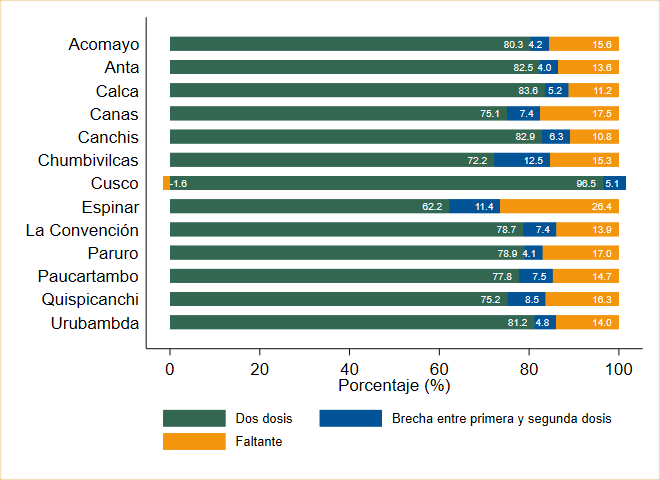 Acomayo 80.3 4.2 15.6
Anta 82.5 4.0 13.6
Calca 83.6 5.2 11.2
Canas 75.1 7.4 17.5
Canchis 82.9 6.3 10.8
Chumbivilcas 72.2 12.5 15.3
Cusco -1.6 96.5 5.1
Espinar 62.2 11.4 26.4
La Convención 78.7 7.4 13.9
Paruro 78.9 4.1 17.0
Paucartambo 77.8 7.5 14.7
Quispicanchi 75.2 8.5 16.3
Urubambda 81.2 4.8 14.0
0 20 40 60 80 100
Porcentaje (%)
Dos dosis Brecha entre primera y segunda dosis
Faltante